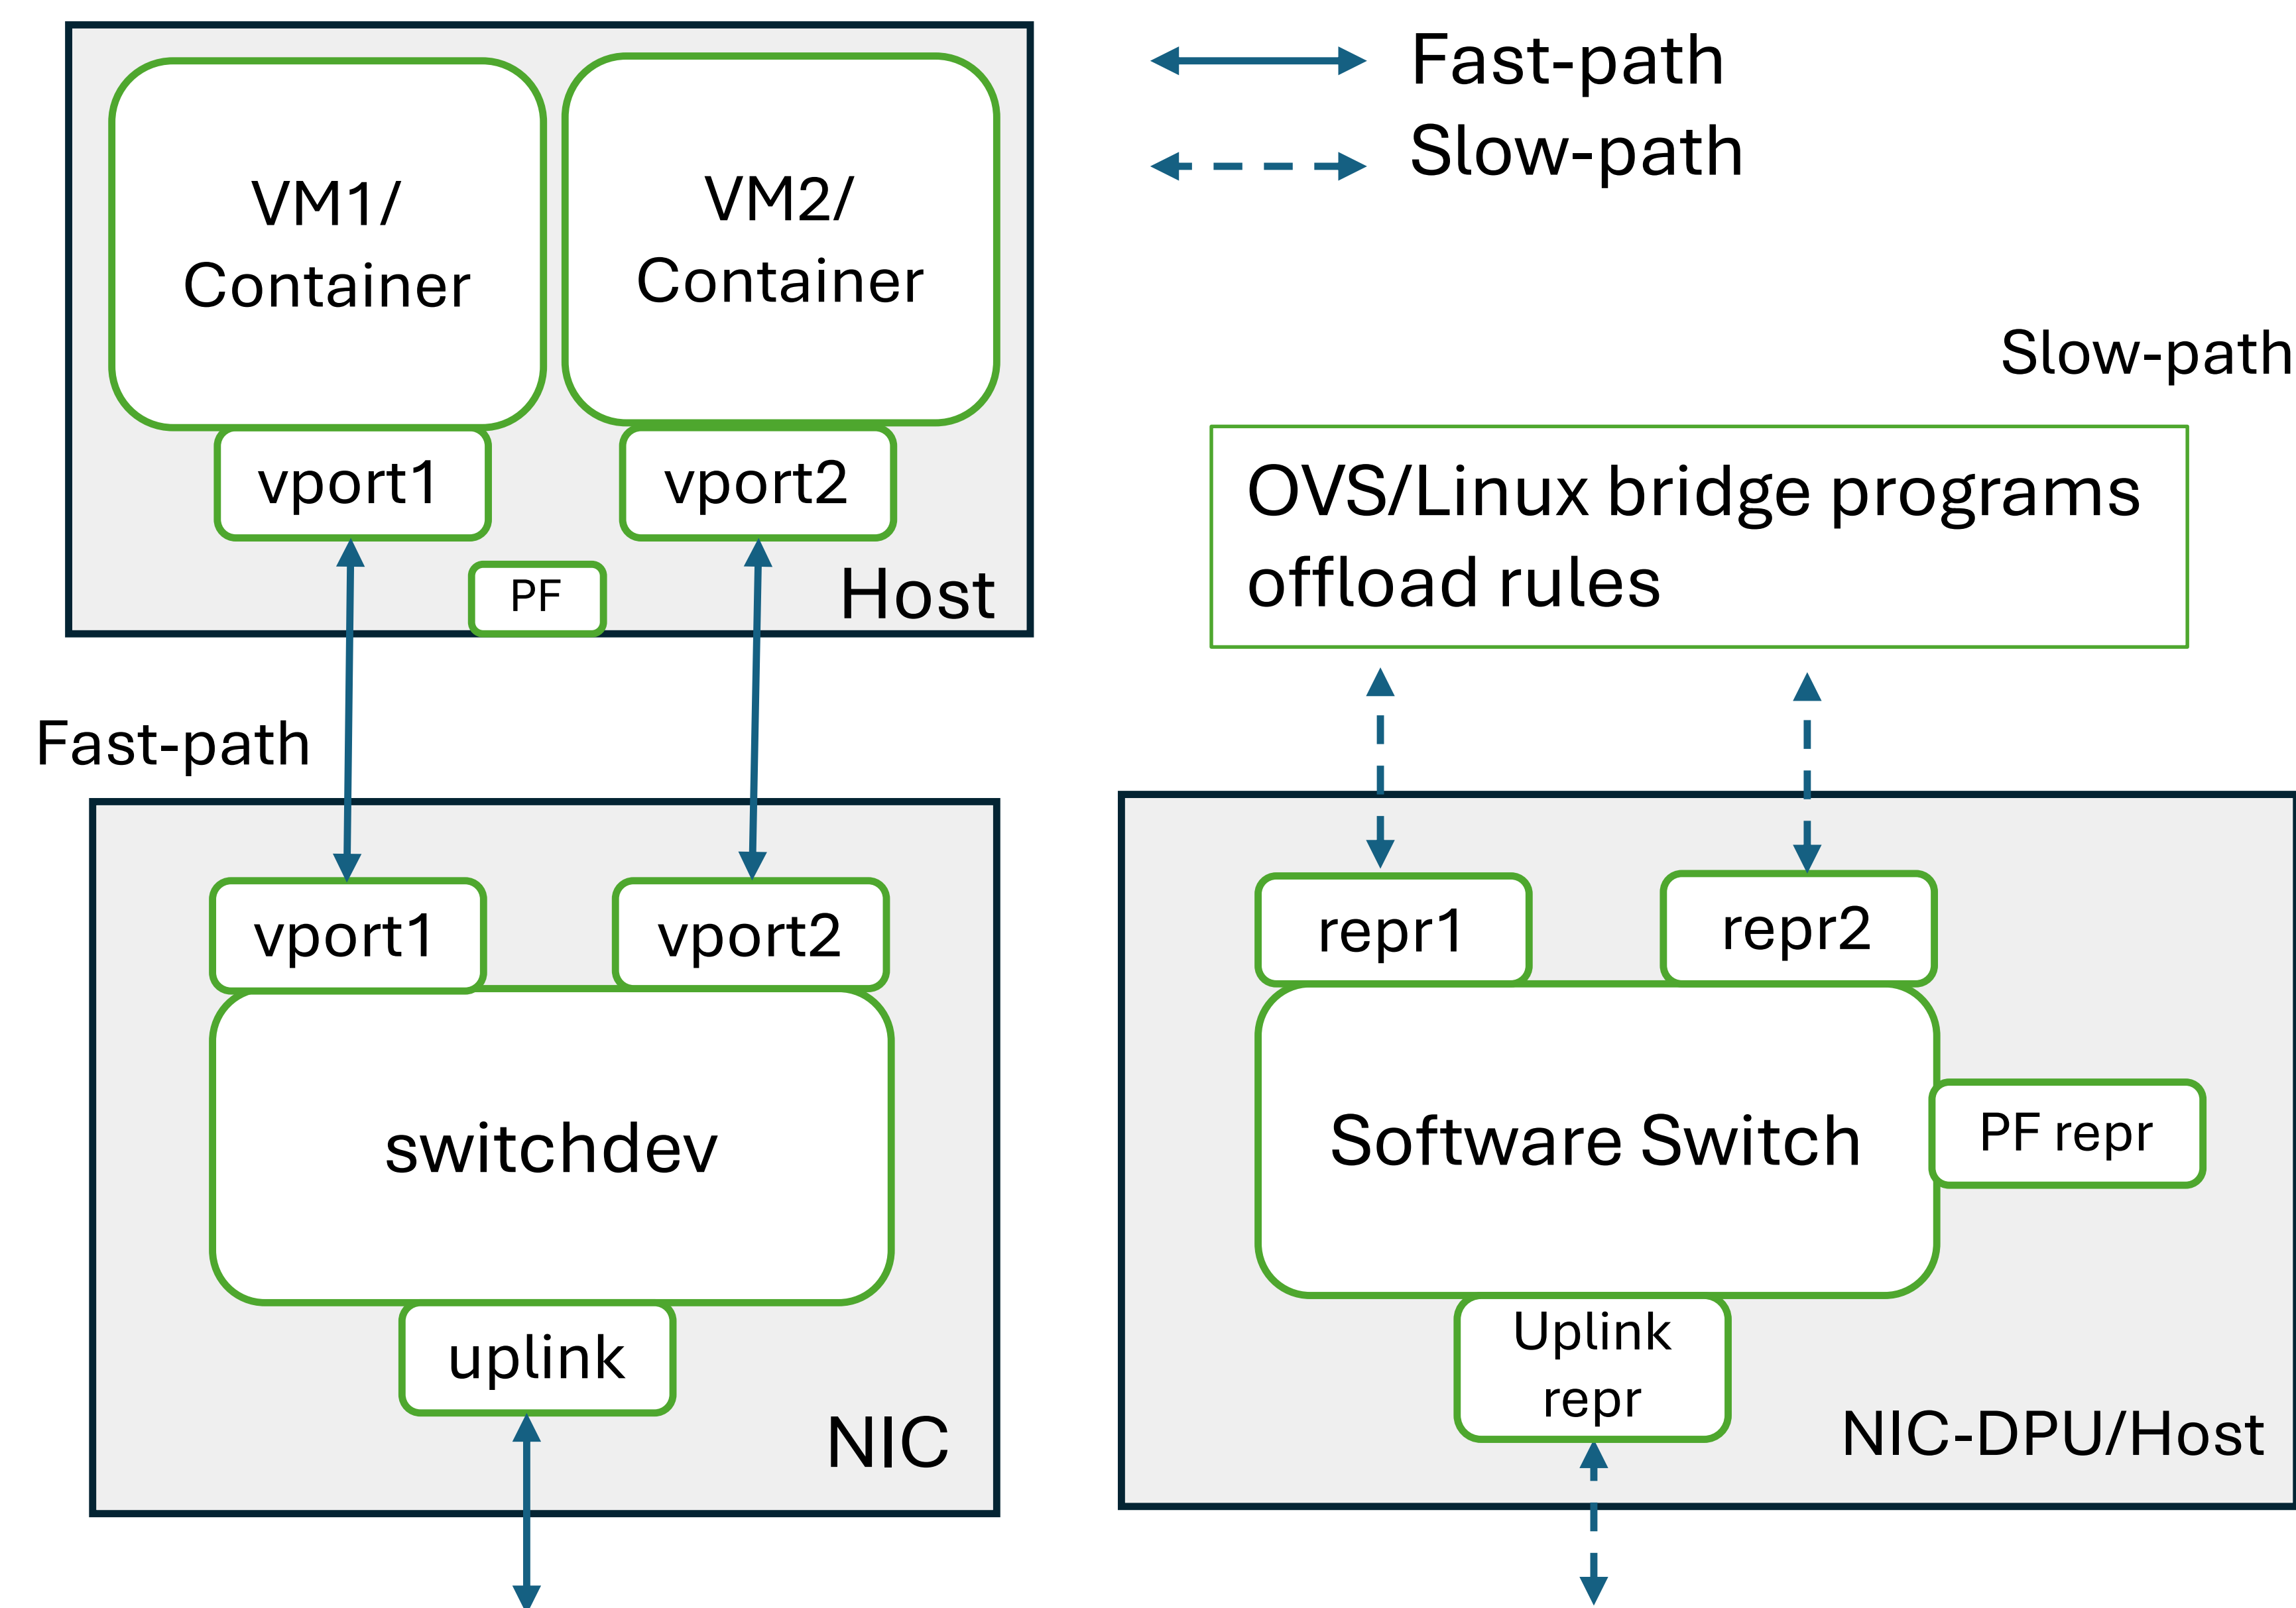 VM1/
Container
VM2/
Container
vport1
vport2
PF
Host
Fast-path
Slow-path
Slow-path
OVS/Linux bridge programs
offload rules
Fast-path
vport1
vport2
switchdev
uplink
NIC
repr1
repr2
Software Switch
PF repr
Uplink
repr
NIC-DPU/Host